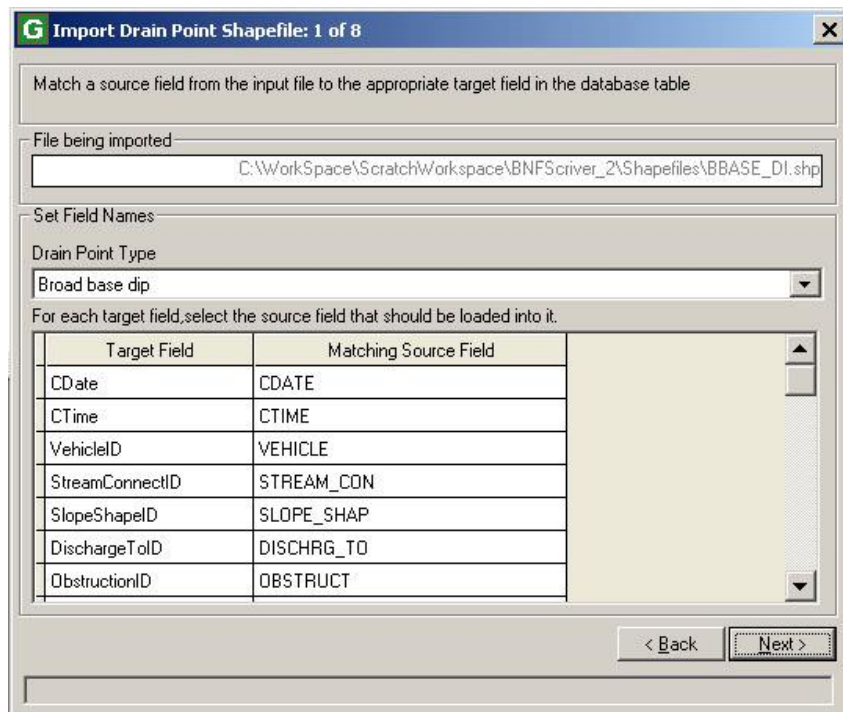 G Import Drain Point Shapefile: 1 of 8
Match a source field from the input file to the appropriate target field in the database table
File being imported
C:\WorkSpace\ScratchWorkspace\BNFScriver_2\Shapefiles\BBASE_DI.shp
Set Field Names
Drain Point Type
Broad base dip
For each target field,select the source field that should be loaded into it.
Target Field Matching Source Field
CDate CDATE
CTime CTIME
VehicleID VEHICLE
StreamConnectID STREAM_CON
SlopeShapeID SLOPE_SHAP
DischargeToID DISCHRG_TO
ObstructionID OBSTRUCT
< Back Next >